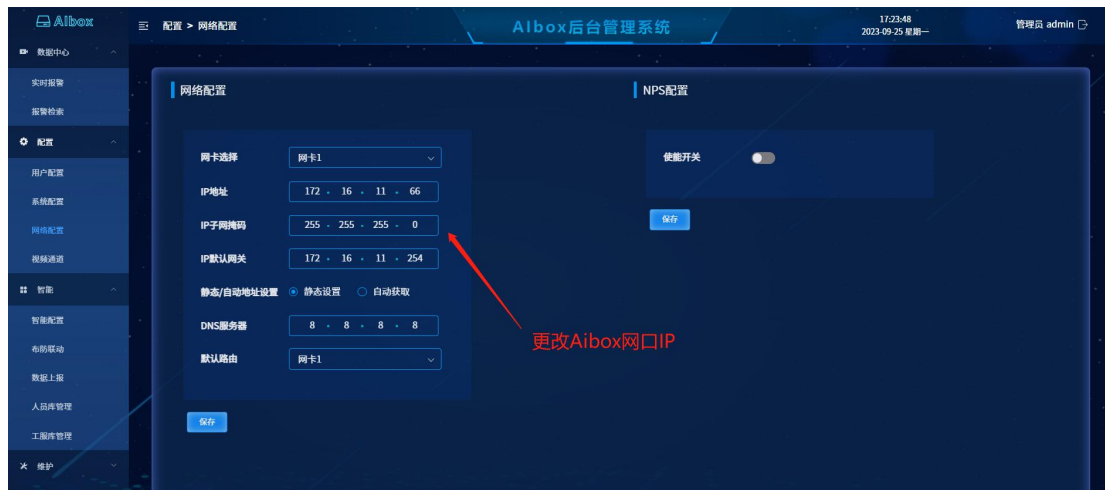 AIbox
配置 > 网络配置
AIbox后台管理系统
17:23:48
2023-09-25 星期一
管理员 admin
数据中心
实时报警
报警检索
配置
用户配置
系统配置
网络配置
视频通道
智能
智能配置
布防联动
数据上报
人员库管理
工服库管理
维护
网络配置
网卡选择 网卡1
IP地址 172 . 16 . 11 . 66
IP子网掩码 255 . 255 . 255 . 0
IP默认网关 172 . 16 . 11 . 254
静态/自动地址设置 静态设置 自动获取
DNS服务器 8 . 8 . 8 . 8
默认路由 网卡1
保存
更改Aibox网口IP
NPS配置
使能开关
保存